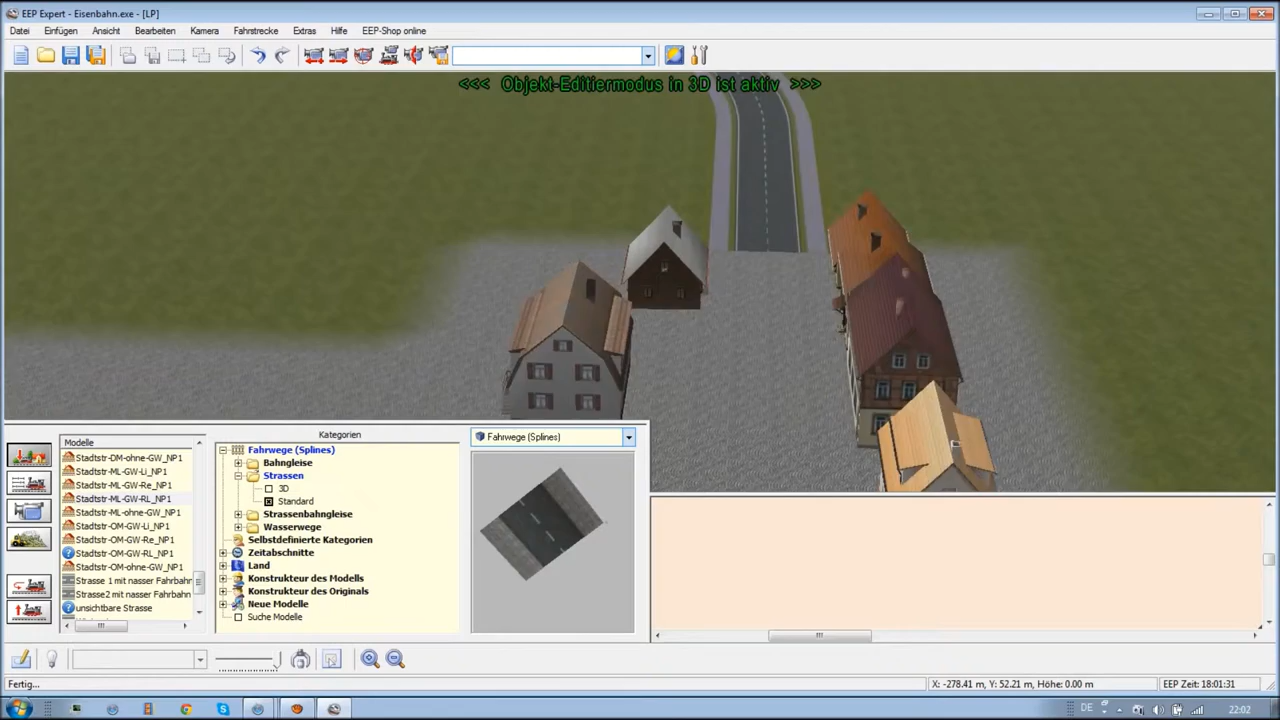 EEP Expert - Eisenbahn.exe - [LP]
Datei Einfügen Ansicht Bearbeiten Kamera Fahrstrecke Extras Hilfe EEP-Shop online
<<< Objekt-Editiermodus in 3D ist aktiv >>>
Modelle
Stadtstr-DM-ohne-GW_NP1
Stadtstr-ML-GW-Li_NP1
Stadtstr-ML-GW-Re_NP1
Stadtstr-ML-GW-RL_NP1
Stadtstr-ML-ohne-GW_NP1
Stadtstr-OM-GW-Li_NP1
Stadtstr-OM-GW-Re_NP1
Stadtstr-OM-GW-RL_NP1
Stadtstr-OM-ohne-GW_NP1
Strasse 1 mit nasser Fahrbahn
Strasse2 mit nasser Fahrbahn
unsichtbare Strasse
Kategorien
Fahrwege (Splines)
Bahngleise
Strassen
3D
Standard
Strassenbahngleise
Wasserwege
Selbstdefinierte Kategorien
Zeitabschnitte
Land
Konstrukteur des Modells
Konstrukteur des Originals
Neue Modelle
Suche Modelle
Fahrwege (Splines)
Fertig...
X: -278.41 m, Y: 52.21 m, Höhe: 0.00 m
EEP Zeit: 18:01:31
DE
22:02